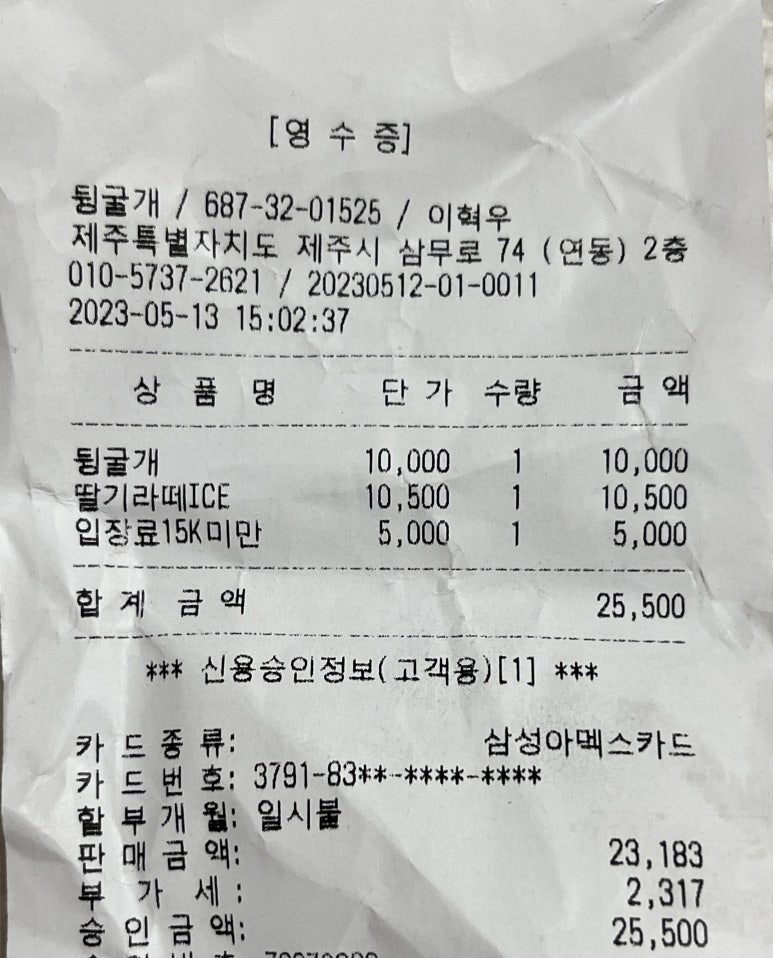 [영 수 증]
뒹굴개 / 687-32-01525 / 이혁우
제주특별자치도 제주시 삼무로 74 (연동) 2층
010-5737-2621 / 20230512-01-0011
2023-05-13 15:02:37
상 품 명 단 가 수량 금 액
뒹굴개 10,000 1 10,000
딸기라떼ICE 10,500 1 10,500
입장료15K미만 5,000 1 5,000
합 계 금 액 25,500
*** 신용승인정보(고객용)[1] ***
카 드 종 류: 삼성아멕스카드
카 드 번 호: 3791-83**-****-****
할 부 개 월: 일시불
판 매 금 액: 23,183
부 가 세 : 2,317
승 인 금 액: 25,500